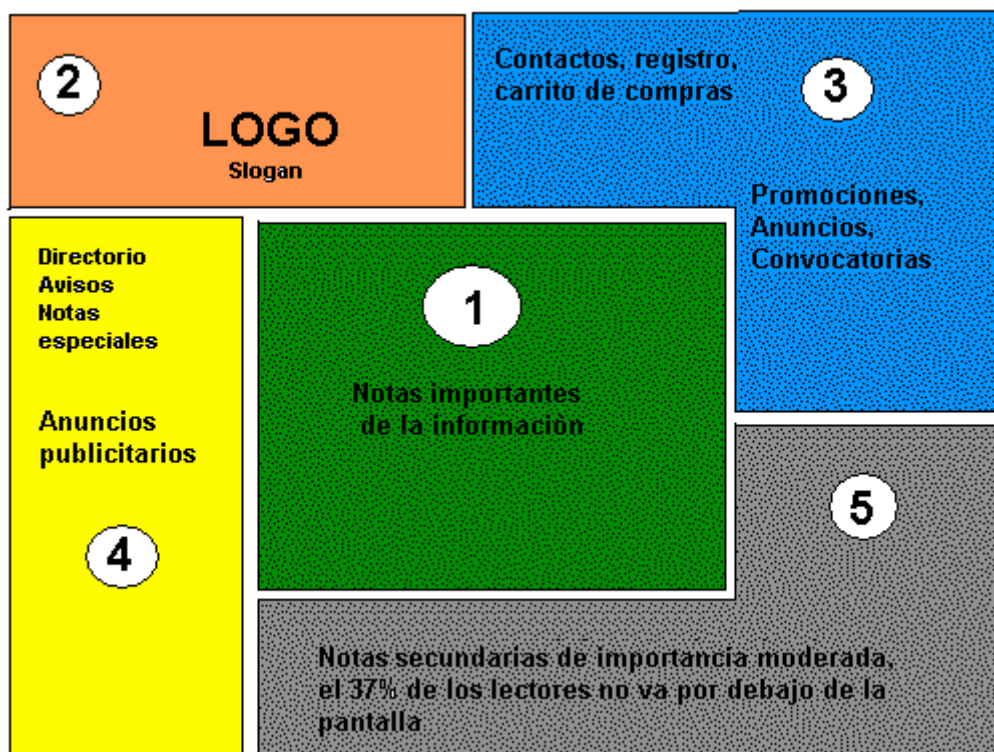 2
LOGO
Slogan
Contactos, registro,
carrito de compras
3
Promociones,
Anuncios,
Convocatorias
Directorio
Avisos
Notas
especiales
Anuncios
publicitarios
4
1
Notas importantes
de la informaciòn
5
Notas secundarias de importancia moderada,
el 37% de los lectores no va por debajo de la
pantalla